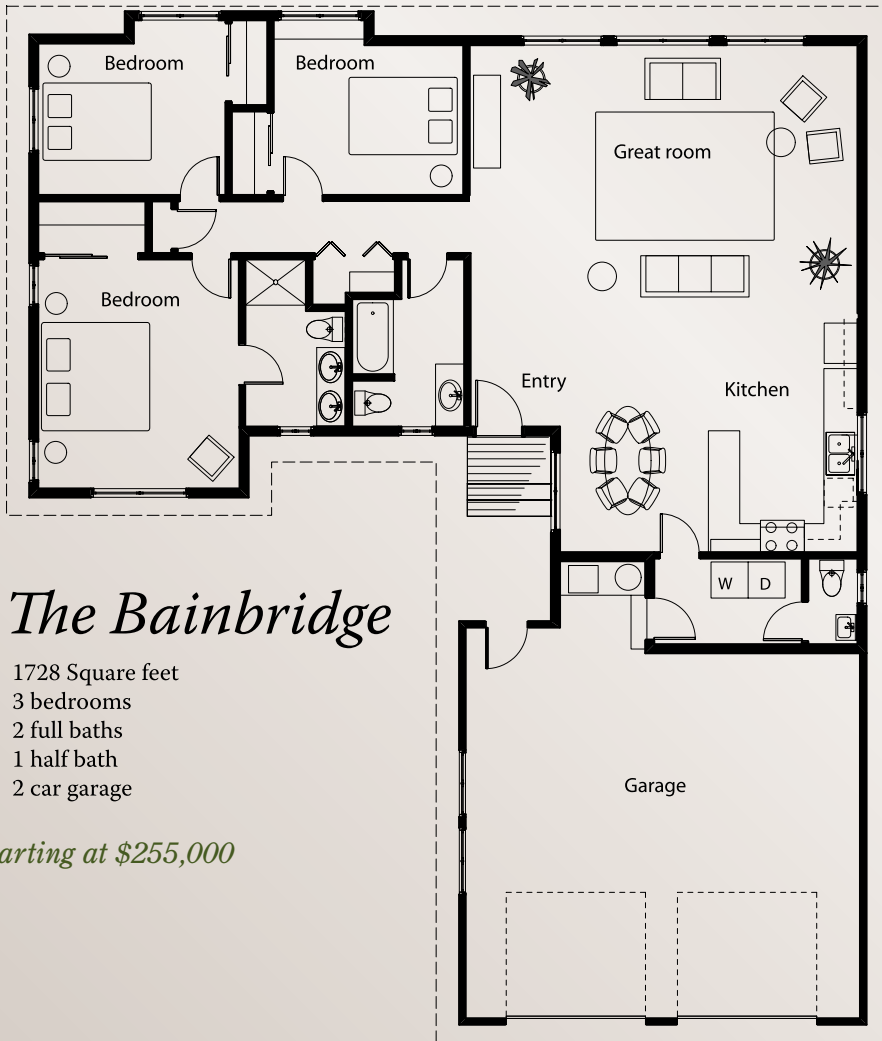 Bedroom
Bedroom
Great room
Bedroom
Entry
Kitchen
W D
The Bainbridge
1728 Square feet
3 bedrooms
2 full baths
1 half bath
2 car garage
Garage
arting at $255,000